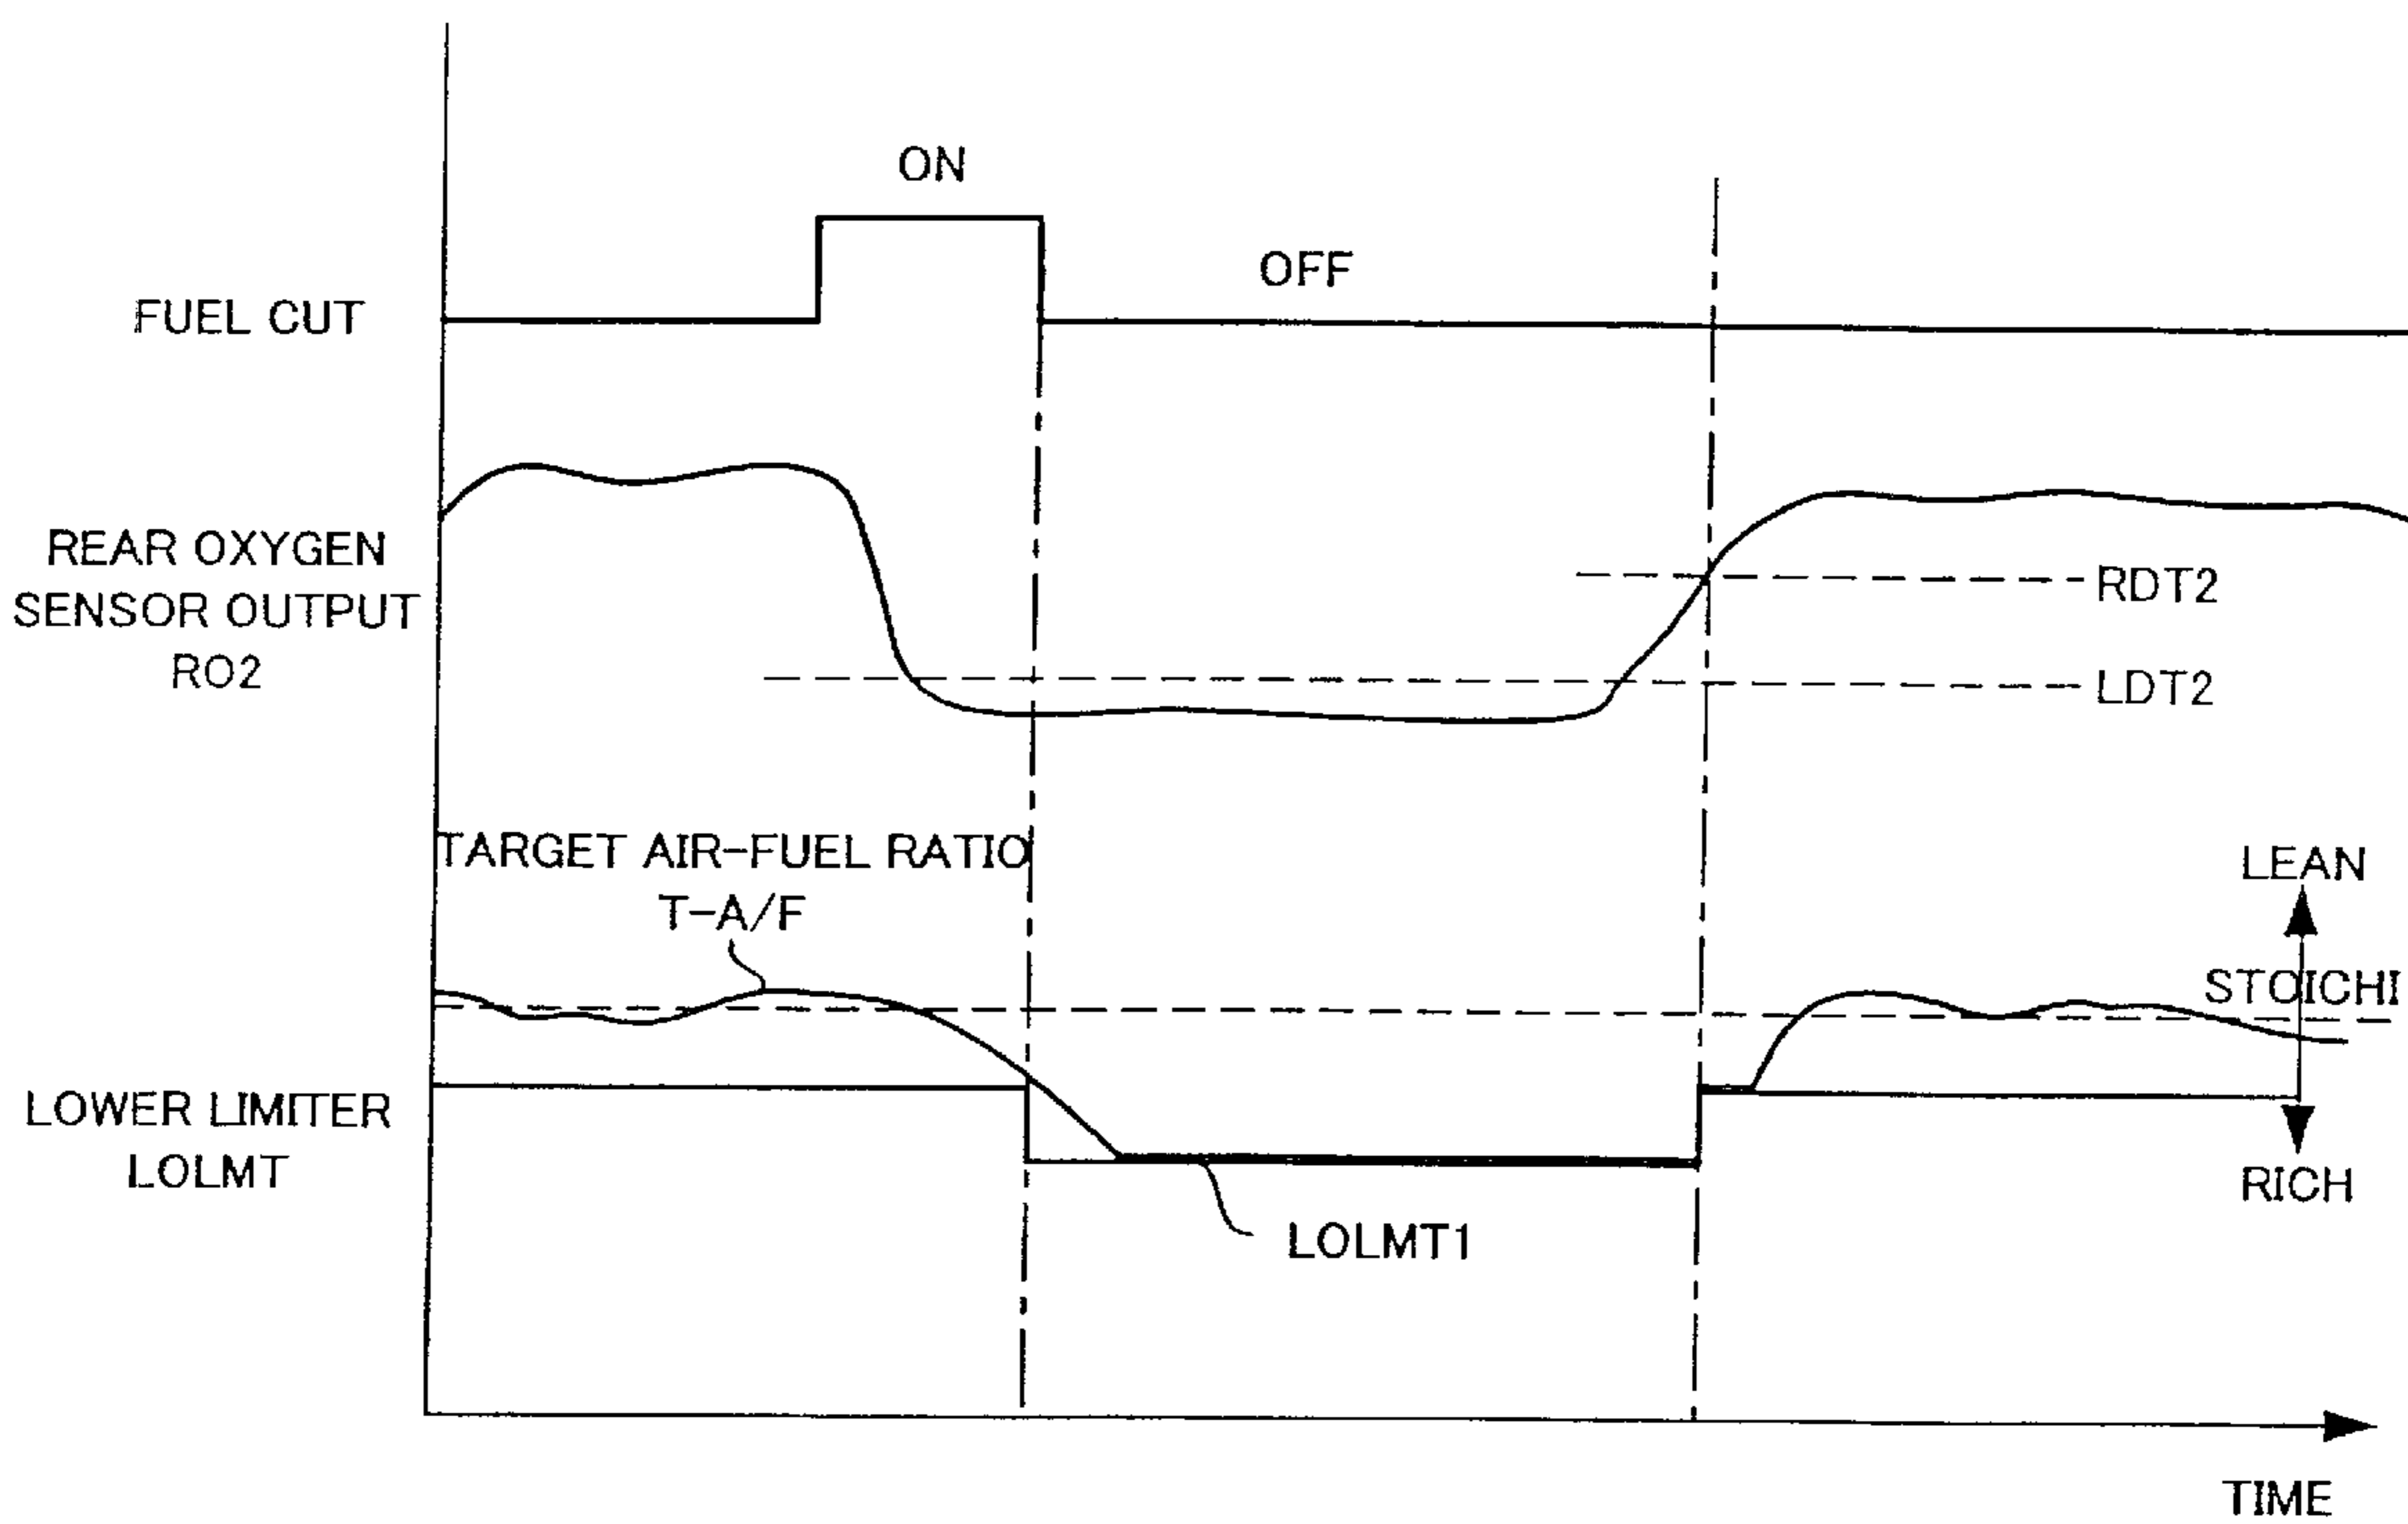 ON
OFF
FUEL CUT
REAR OXYGEN
SENSOR OUTPUT
RO2
RDT2
LDT2
TARGET AIR-FUEL RATIO
T-A/F
LEAN
STOICHI
LOWER LIMITER
LOLMT
RICH
LOLMT1
TIME